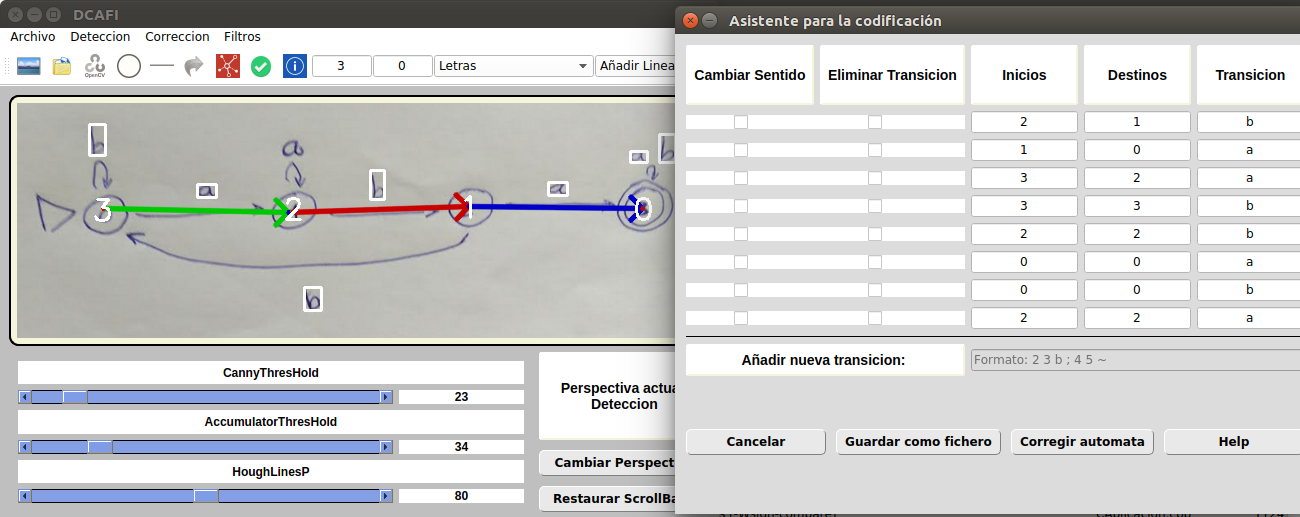 DCAFI
Archivo Deteccion Correccion Filtros
OpenCV 3 0 Letras Añadir Linea
b a
a b a a b
3 2 1 0
b
CannyThresHold
23
AccumulatorThresHold
34
HoughLinesP
80
Perspectiva actua
Deteccion
Cambiar Perspect
Restaurar ScrollBa
Asistente para la codificación
Cambiar Sentido Eliminar Transicion Inicios Destinos Transicion
2 1 b
1 0 a
3 2 a
3 3 b
2 2 b
0 0 a
0 0 b
2 2 a
Añadir nueva transicion: Formato: 2 3 b ; 4 5 ~
Cancelar Guardar como fichero Corregir automata Help